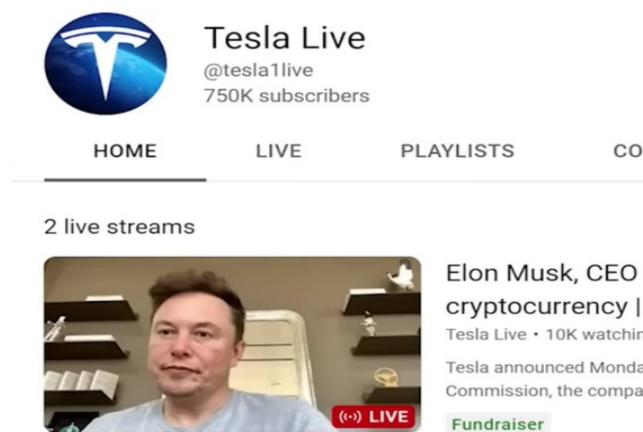 Tesla Live
@tesla1live
750K subscribers
HOME LIVE PLAYLISTS CO
2 live streams
Elon Musk, CEO
cryptocurrency |
Tesla Live • 10K watchin
Tesla announced Monda
Commission, the compa
Fundraiser
LIVE